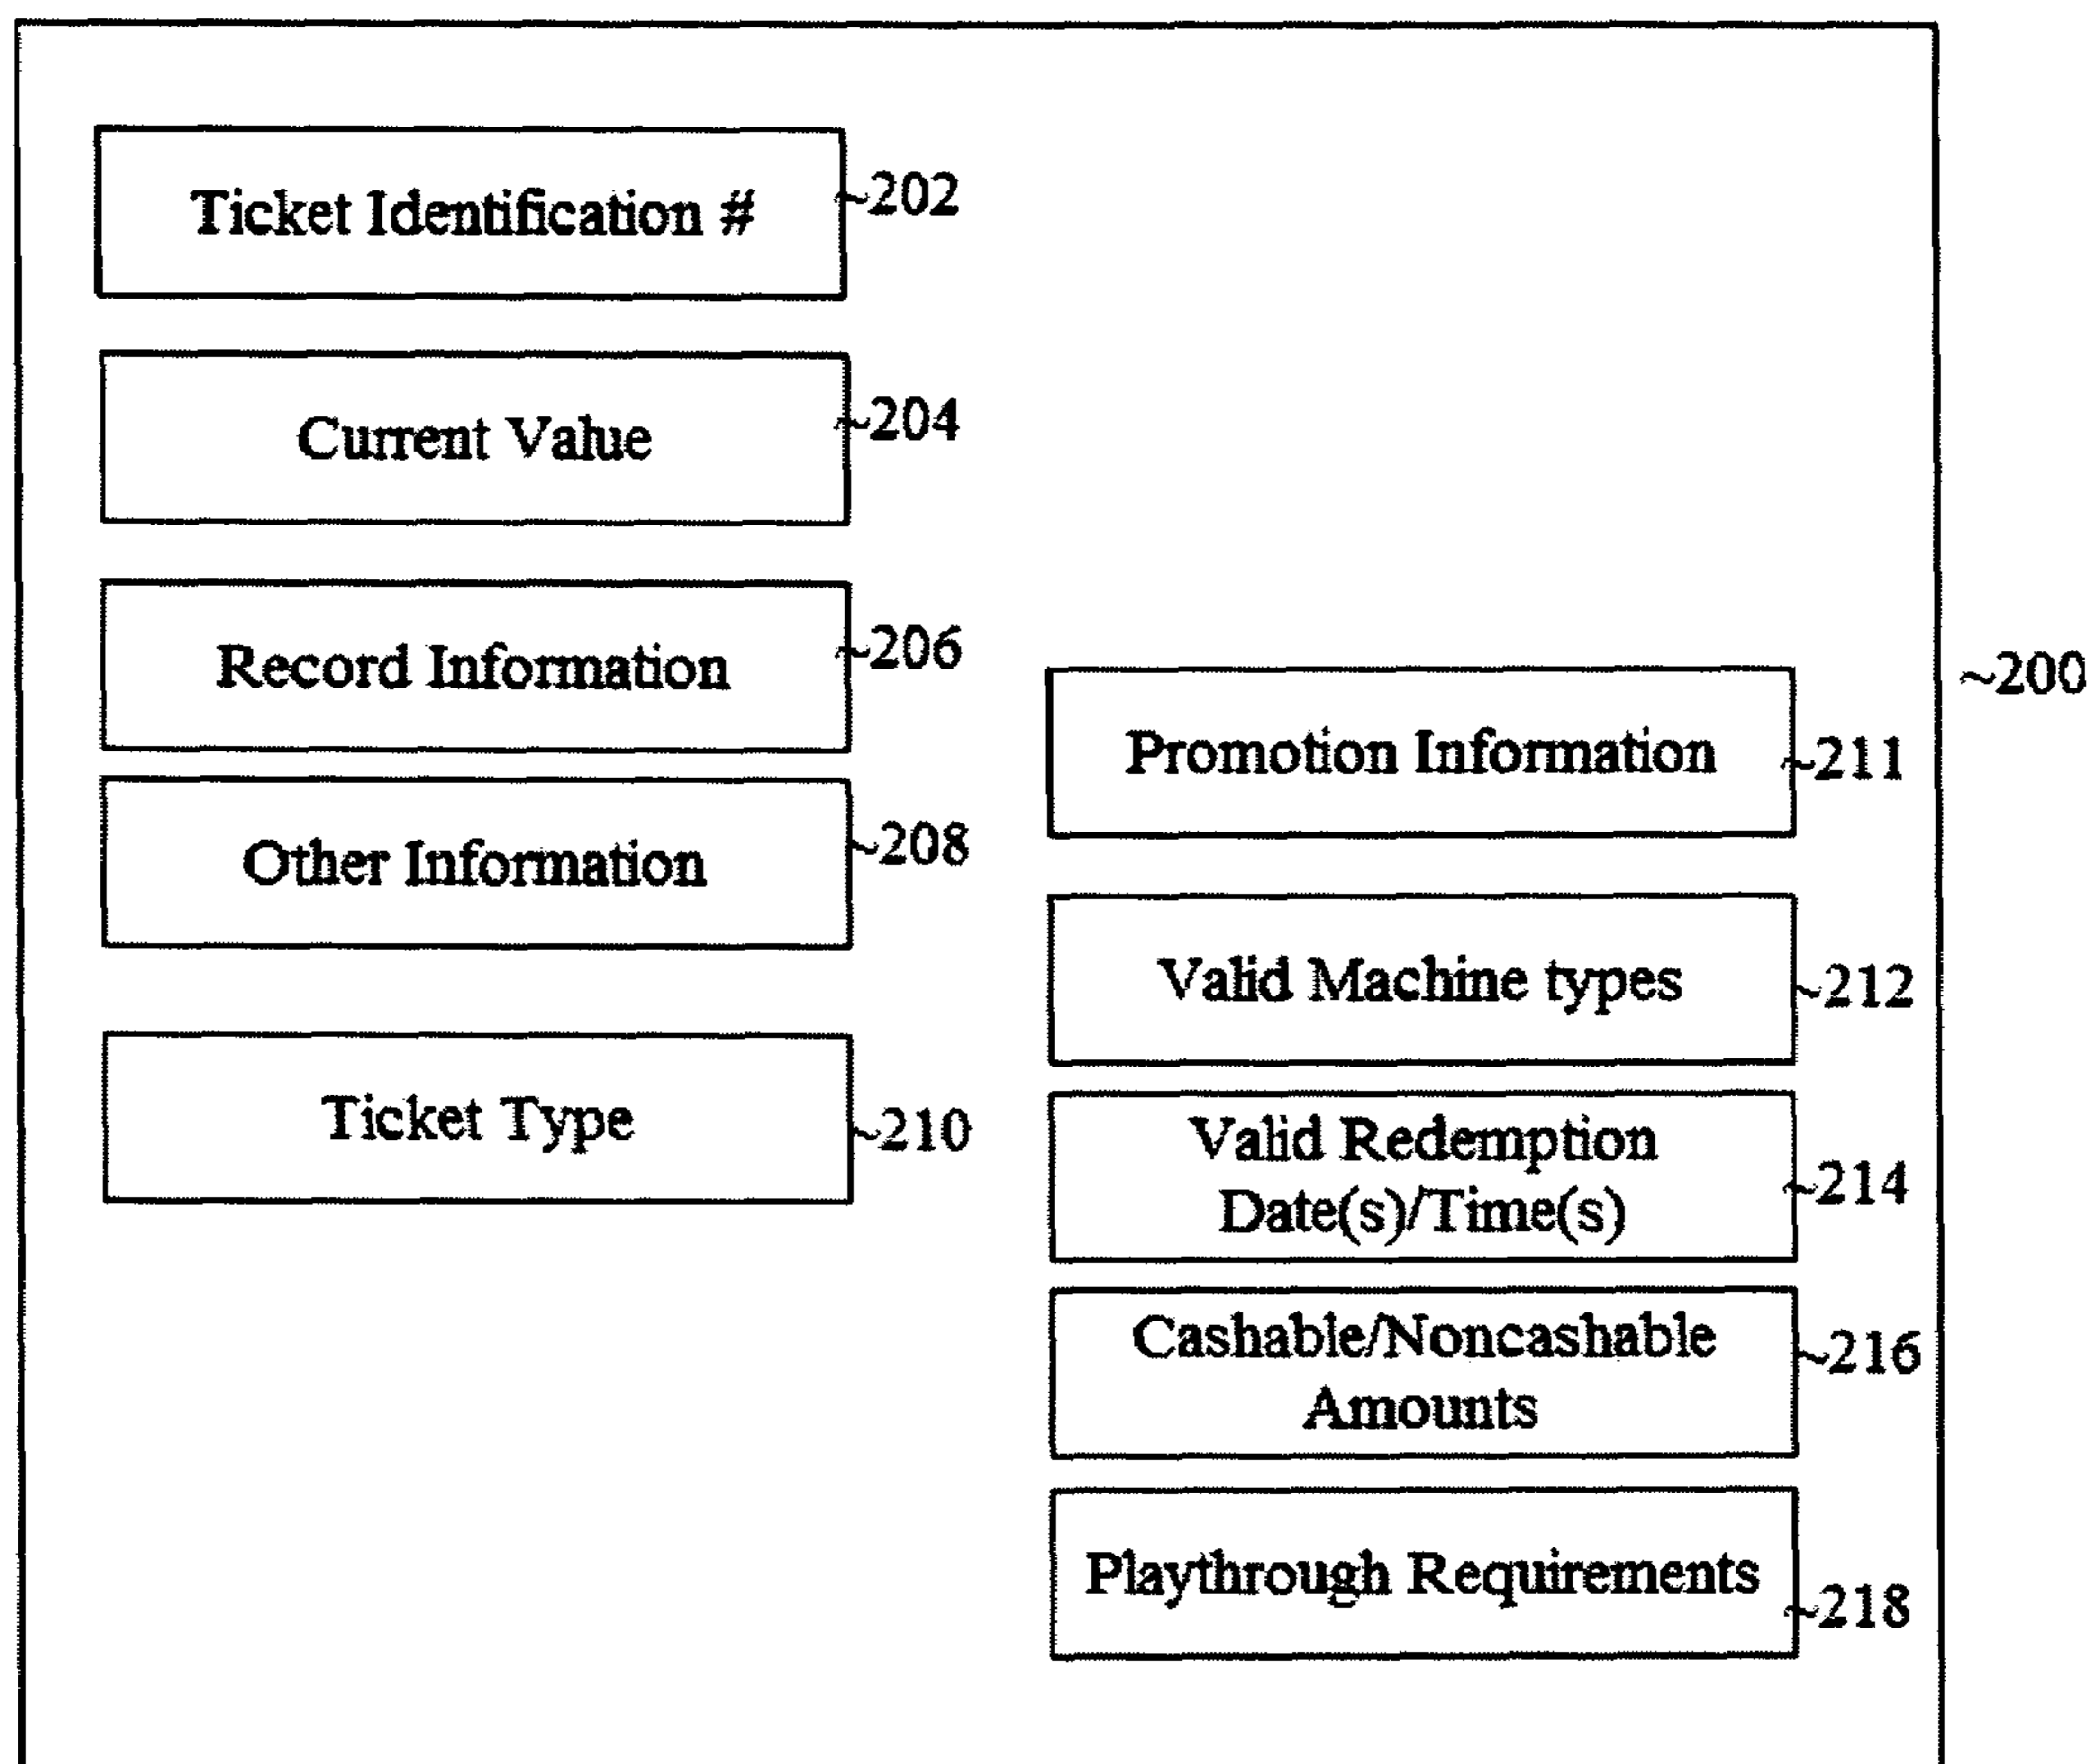 Ticket Identification #
~202
Current Value
~204
Record Information
~206
Other Information
~208
Ticket Type
~210
~200
Promotion Information
~211
Valid Machine types
~212
Valid Redemption
Date(s)/Time(s)
~214
Cashable/Noncashable
Amounts
~216
Playthrough Requirements
~218